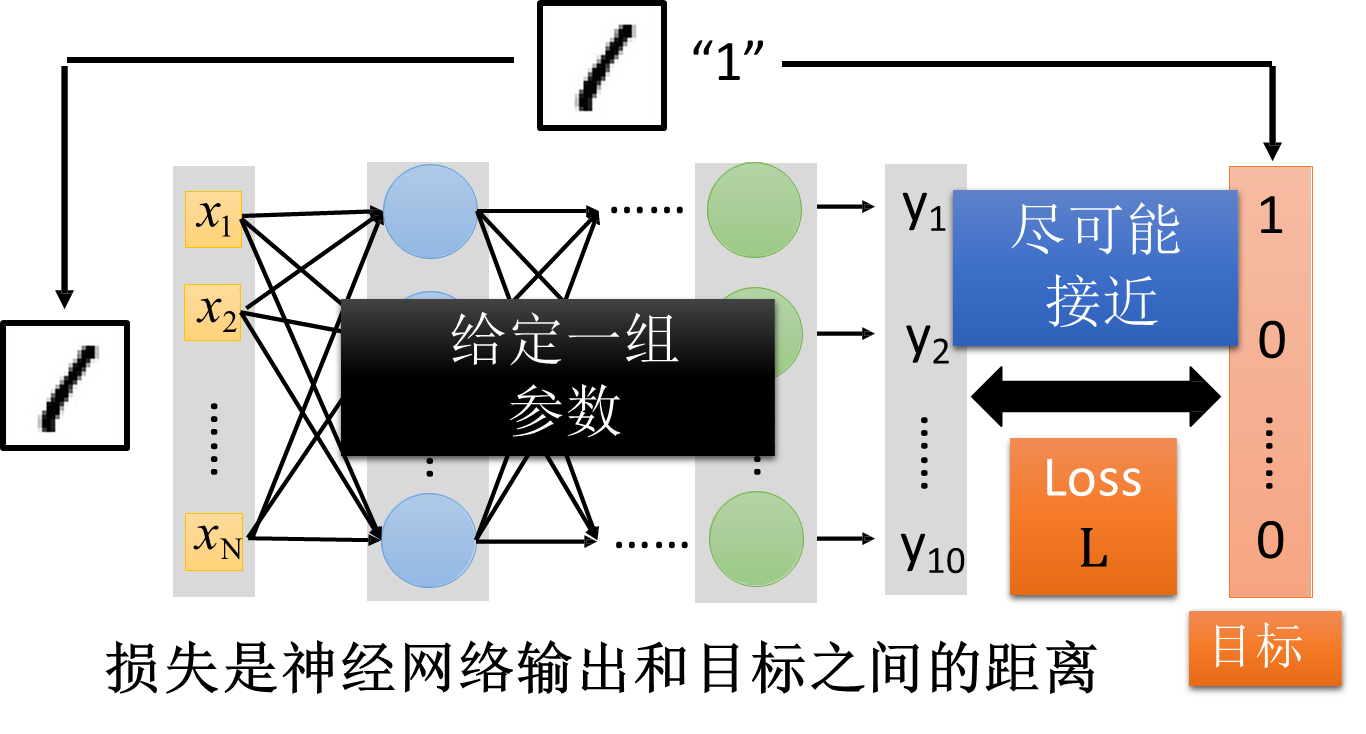 “1”
x₁
x₂
……
xN
……
……
……
……
给定一组
参数
y₁
y₂
……
y₁₀
尽可能
接近
Loss
L
1
0
……
0
目标
损失是神经网络输出和目标之间的距离